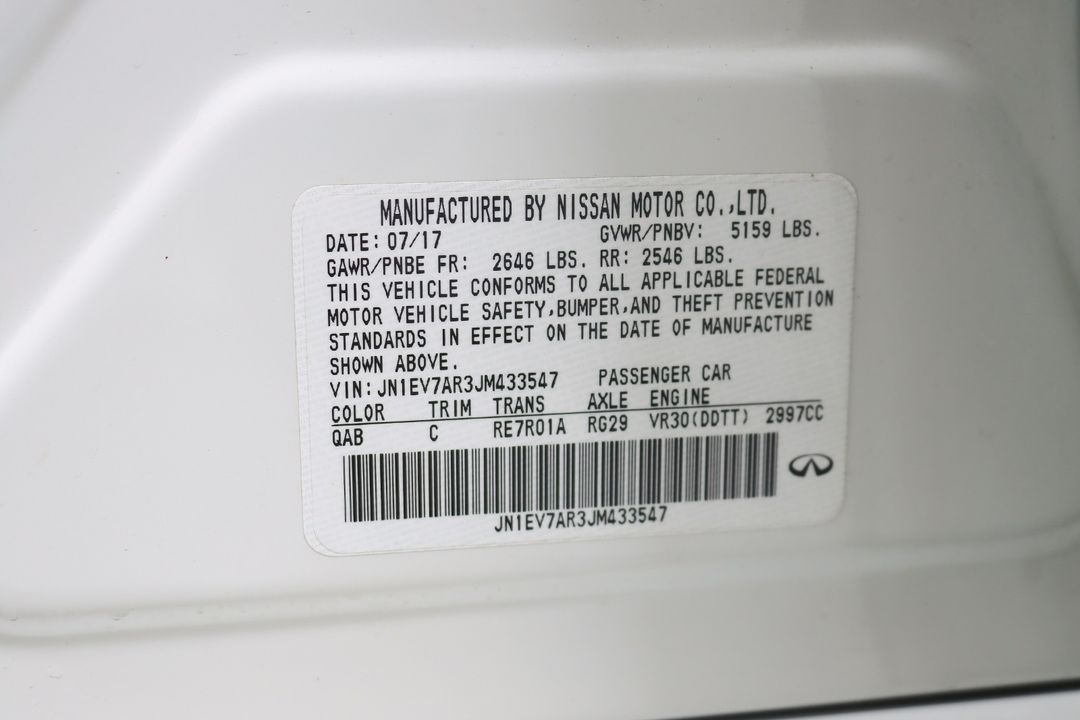 MANUFACTURED BY NISSAN MOTOR CO.,LTD.
DATE: 07/17 GVWR/PNBV: 5159 LBS.
GAWR/PNBE FR: 2646 LBS. RR: 2546 LBS.
THIS VEHICLE CONFORMS TO ALL APPLICABLE FEDERAL
MOTOR VEHICLE SAFETY,BUMPER,AND THEFT PREVENTION
STANDARDS IN EFFECT ON THE DATE OF MANUFACTURE
SHOWN ABOVE.
VIN: JN1EV7AR3JM433547 PASSENGER CAR
COLOR TRIM TRANS AXLE ENGINE
QAB C RE7R01A RG29 VR30(DDTT) 2997CC
JN1EV7AR3JM433547